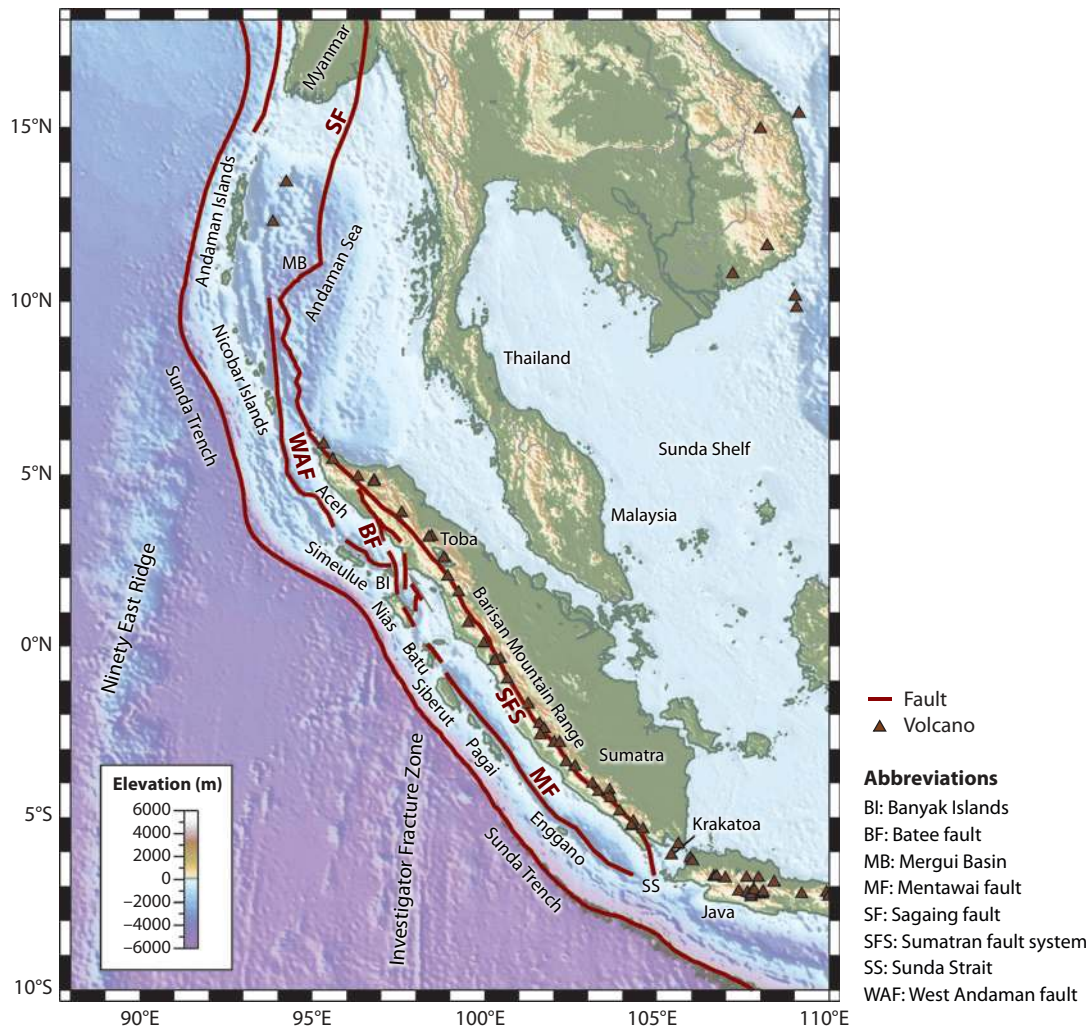 15°N
10°N
5°N
0°N
5°S
10°S
90°E
95°E
100°E
105°E
110°E
Myanmar
SF
Andaman Islands
MB
Andaman Sea
Nicobar Islands
Sunda Trench
Thailand
Sunda Shelf
WAF
Aceh
Malaysia
BF
Toba
Simeulue
BI
Ninety East Ridge
Nias
Barisan Mountain Range
Batu
Siberut
SFS
Pagai
Sumatra
MF
Investigator Fracture Zone
Enggano
Sunda Trench
Krakatoa
SS
Java
Elevation (m)
6000
4000
2000
0
−2000
−4000
−6000
Fault
Volcano
Abbreviations
BI: Banyak Islands
BF: Batee fault
MB: Mergui Basin
MF: Mentawai fault
SF: Sagaing fault
SFS: Sumatran fault system
SS: Sunda Strait
WAF: West Andaman fault